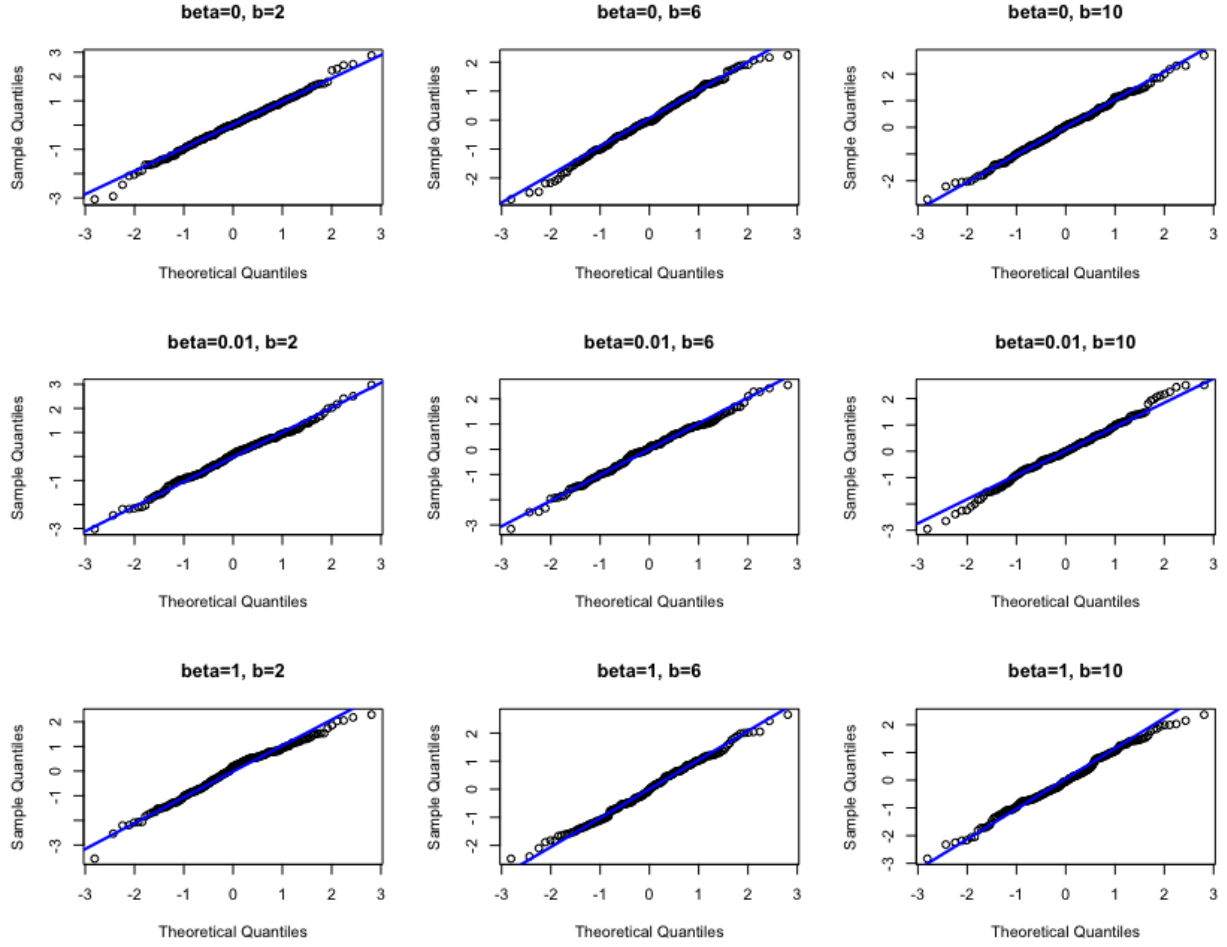 beta=0, b=2
Sample Quantiles
-3 -1 1 2 3
-3 -2 -1 0 1 2 3
Theoretical Quantiles
beta=0, b=6
Sample Quantiles
-2 -1 0 1 2
-3 -2 -1 0 1 2 3
Theoretical Quantiles
beta=0, b=10
Sample Quantiles
-2 0 1 2
-3 -2 -1 0 1 2 3
Theoretical Quantiles
beta=0.01, b=2
Sample Quantiles
-3 -1 1 2 3
-3 -2 -1 0 1 2 3
Theoretical Quantiles
beta=0.01, b=6
Sample Quantiles
-3 -1 0 1 2
-3 -2 -1 0 1 2 3
Theoretical Quantiles
beta=0.01, b=10
Sample Quantiles
-3 -1 0 1 2
-3 -2 -1 0 1 2 3
Theoretical Quantiles
beta=1, b=2
Sample Quantiles
-3 -1 0 1 2
-3 -2 -1 0 1 2 3
Theoretical Quantiles
beta=1, b=6
Sample Quantiles
-2 -1 0 1 2
-3 -2 -1 0 1 2 3
Theoretical Quantiles
beta=1, b=10
Sample Quantiles
-3 -2 -1 0 1 2
-3 -2 -1 0 1 2 3
Theoretical Quantiles